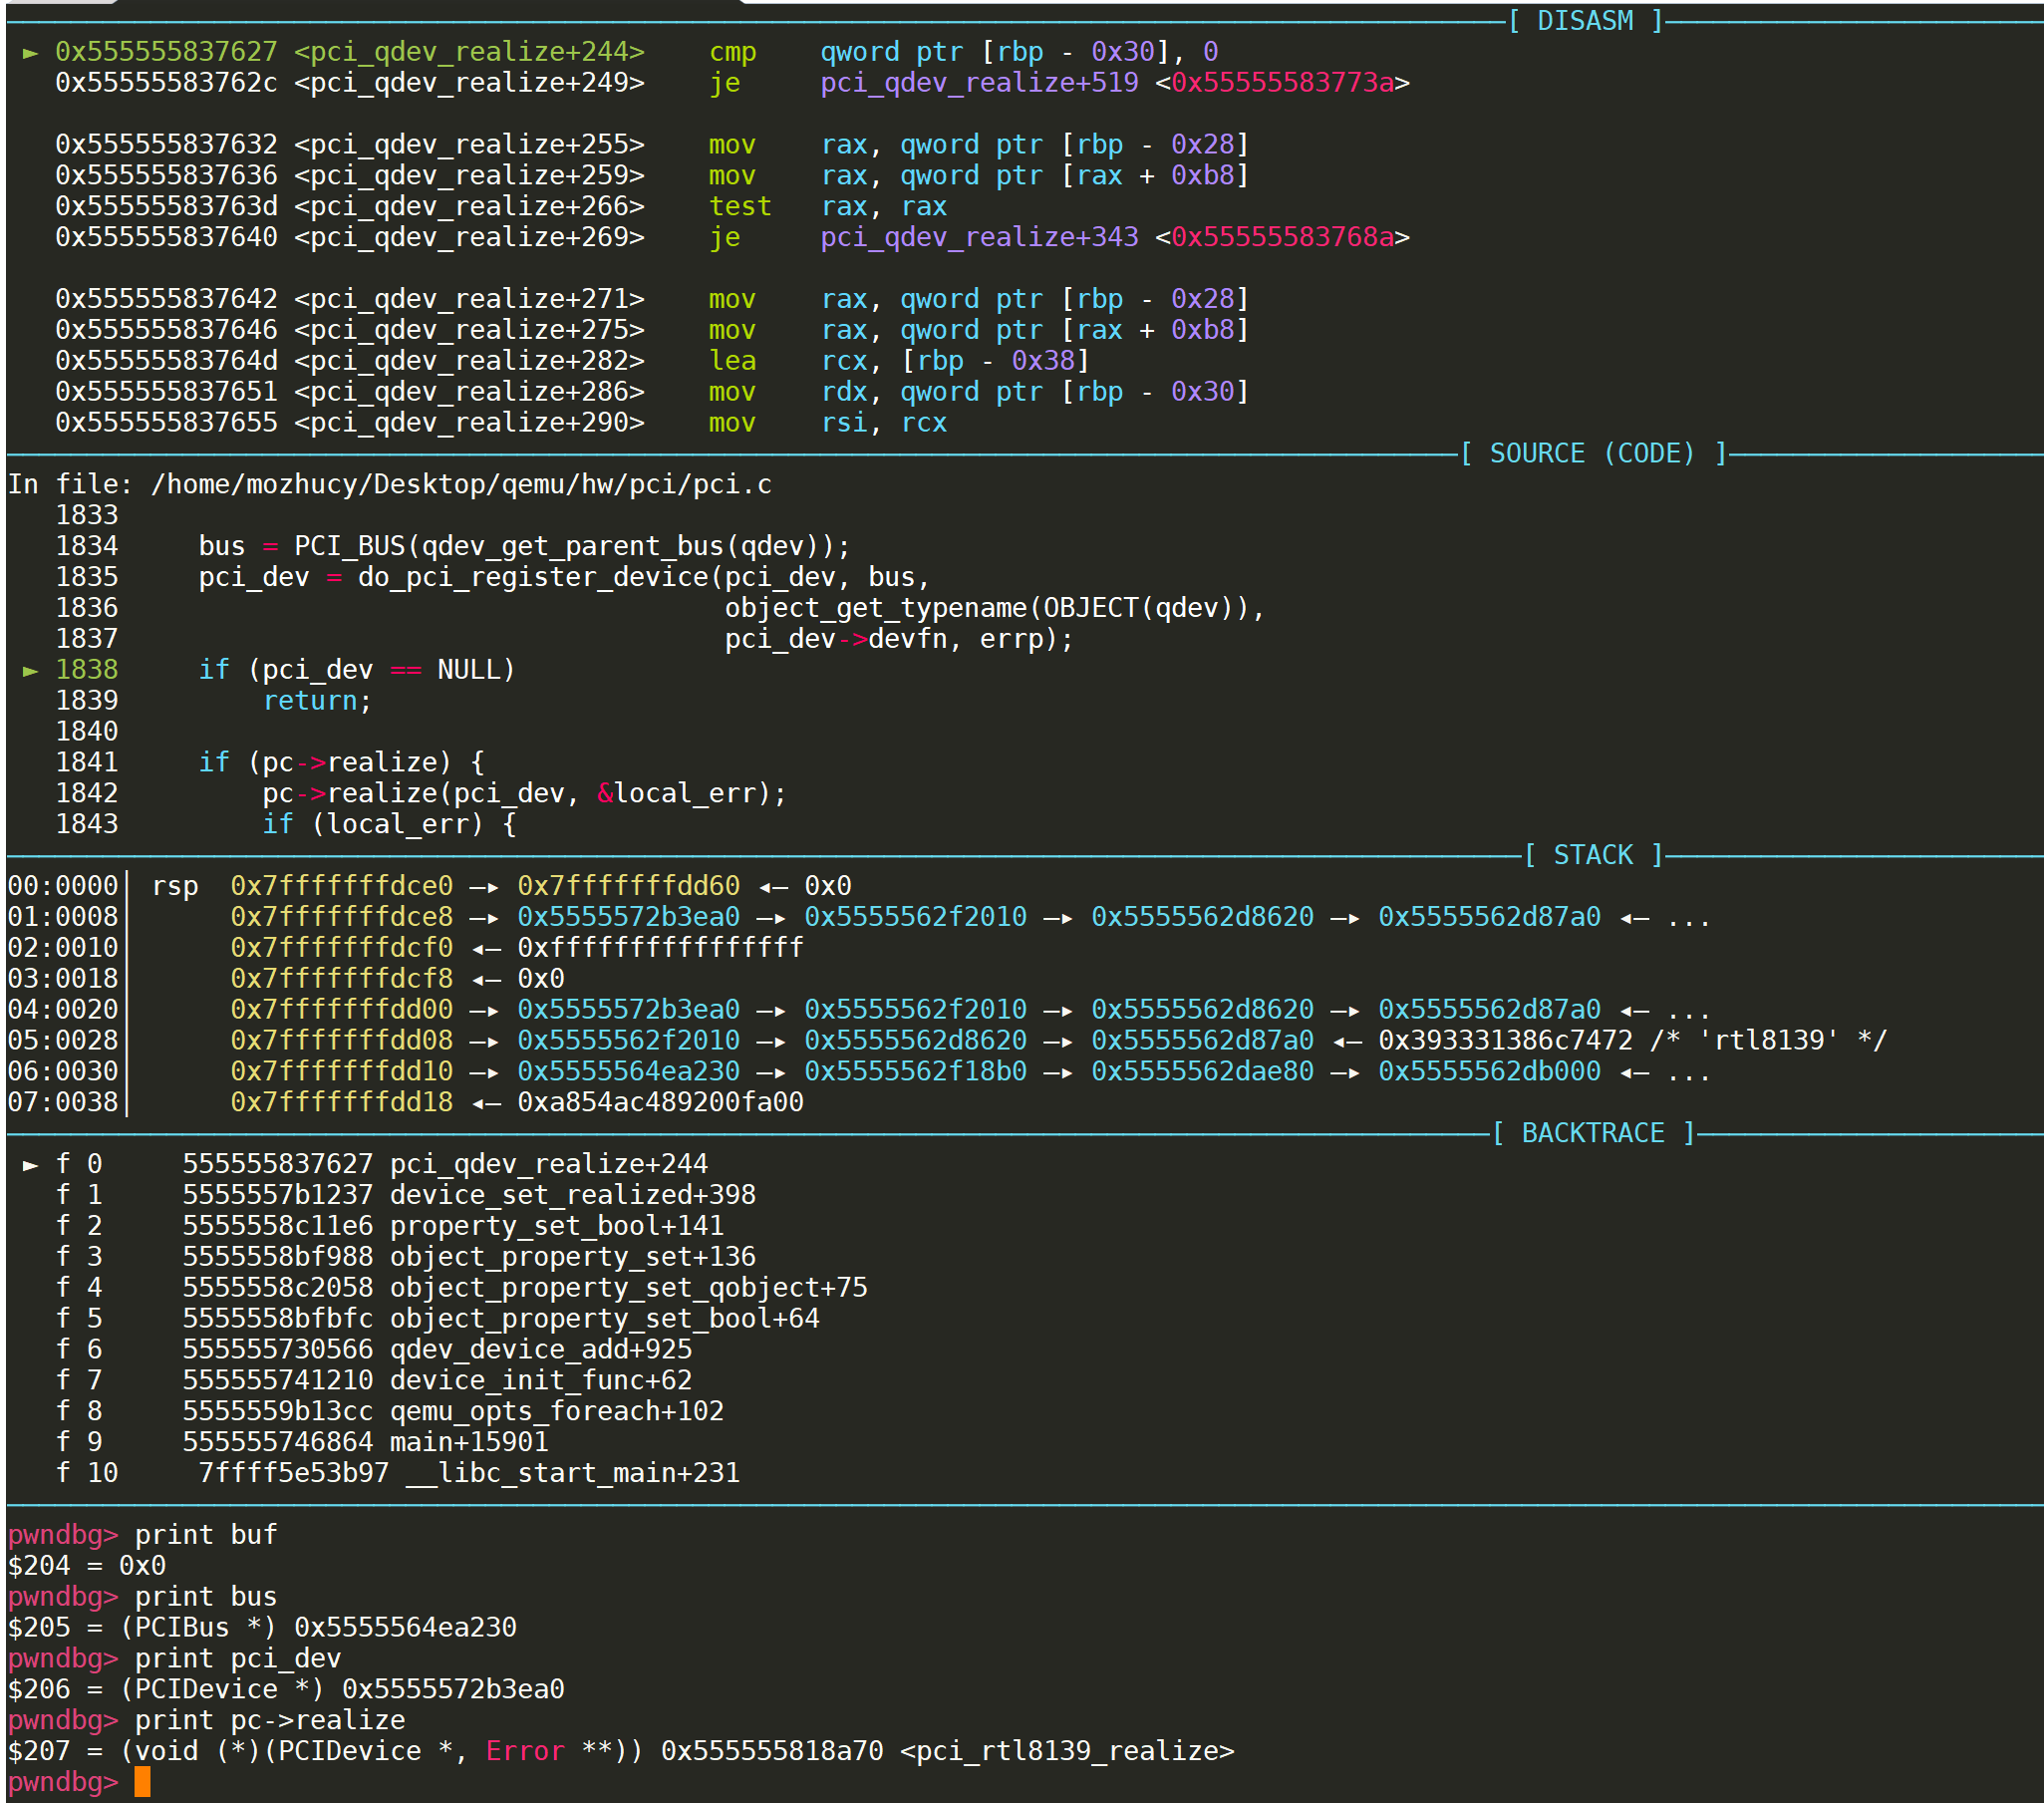 [ DISASM ]
► 0x555555837627 <pci_qdev_realize+244>    cmp    qword ptr [rbp - 0x30], 0
0x55555583762c <pci_qdev_realize+249>    je     pci_qdev_realize+519 <0x55555583773a>
0x555555837632 <pci_qdev_realize+255>    mov    rax, qword ptr [rbp - 0x28]
0x555555837636 <pci_qdev_realize+259>    mov    rax, qword ptr [rax + 0xb8]
0x55555583763d <pci_qdev_realize+266>    test   rax, rax
0x555555837640 <pci_qdev_realize+269>    je     pci_qdev_realize+343 <0x55555583768a>
0x555555837642 <pci_qdev_realize+271>    mov    rax, qword ptr [rbp - 0x28]
0x555555837646 <pci_qdev_realize+275>    mov    rax, qword ptr [rax + 0xb8]
0x55555583764d <pci_qdev_realize+282>    lea    rcx, [rbp - 0x38]
0x555555837651 <pci_qdev_realize+286>    mov    rdx, qword ptr [rbp - 0x30]
0x555555837655 <pci_qdev_realize+290>    mov    rsi, rcx
[ SOURCE (CODE) ]
In file: /home/mozhucy/Desktop/qemu/hw/pci/pci.c
1833
1834     bus = PCI_BUS(qdev_get_parent_bus(qdev));
1835     pci_dev = do_pci_register_device(pci_dev, bus,
1836                                      object_get_typename(OBJECT(qdev)),
1837                                      pci_dev->devfn, errp);
► 1838     if (pci_dev == NULL)
1839         return;
1840
1841     if (pc->realize) {
1842         pc->realize(pci_dev, &local_err);
1843         if (local_err) {
[ STACK ]
00:0000│ rsp  0x7fffffffdce0 —▸ 0x7fffffffdd60 ◂— 0x0
01:0008│      0x7fffffffdce8 —▸ 0x5555572b3ea0 —▸ 0x5555562f2010 —▸ 0x5555562d8620 —▸ 0x5555562d87a0 ◂— ...
02:0010│      0x7fffffffdcf0 ◂— 0xffffffffffffffff
03:0018│      0x7fffffffdcf8 ◂— 0x0
04:0020│      0x7fffffffdd00 —▸ 0x5555572b3ea0 —▸ 0x5555562f2010 —▸ 0x5555562d8620 —▸ 0x5555562d87a0 ◂— ...
05:0028│      0x7fffffffdd08 —▸ 0x5555562f2010 —▸ 0x5555562d8620 —▸ 0x5555562d87a0 ◂— 0x393331386c7472 /* 'rtl8139' */
06:0030│      0x7fffffffdd10 —▸ 0x5555564ea230 —▸ 0x5555562f18b0 —▸ 0x5555562dae80 —▸ 0x5555562db000 ◂— ...
07:0038│      0x7fffffffdd18 ◂— 0xa854ac489200fa00
[ BACKTRACE ]
► f 0     555555837627 pci_qdev_realize+244
f 1     5555557b1237 device_set_realized+398
f 2     5555558c11e6 property_set_bool+141
f 3     5555558bf988 object_property_set+136
f 4     5555558c2058 object_property_set_qobject+75
f 5     5555558bfbfc object_property_set_bool+64
f 6     555555730566 qdev_device_add+925
f 7     555555741210 device_init_func+62
f 8     5555559b13cc qemu_opts_foreach+102
f 9     555555746864 main+15901
f 10     7ffff5e53b97 __libc_start_main+231
pwndbg> print buf
$204 = 0x0
pwndbg> print bus
$205 = (PCIBus *) 0x5555564ea230
pwndbg> print pci_dev
$206 = (PCIDevice *) 0x5555572b3ea0
pwndbg> print pc->realize
$207 = (void (*)(PCIDevice *, Error **)) 0x555555818a70 <pci_rtl8139_realize>
pwndbg>